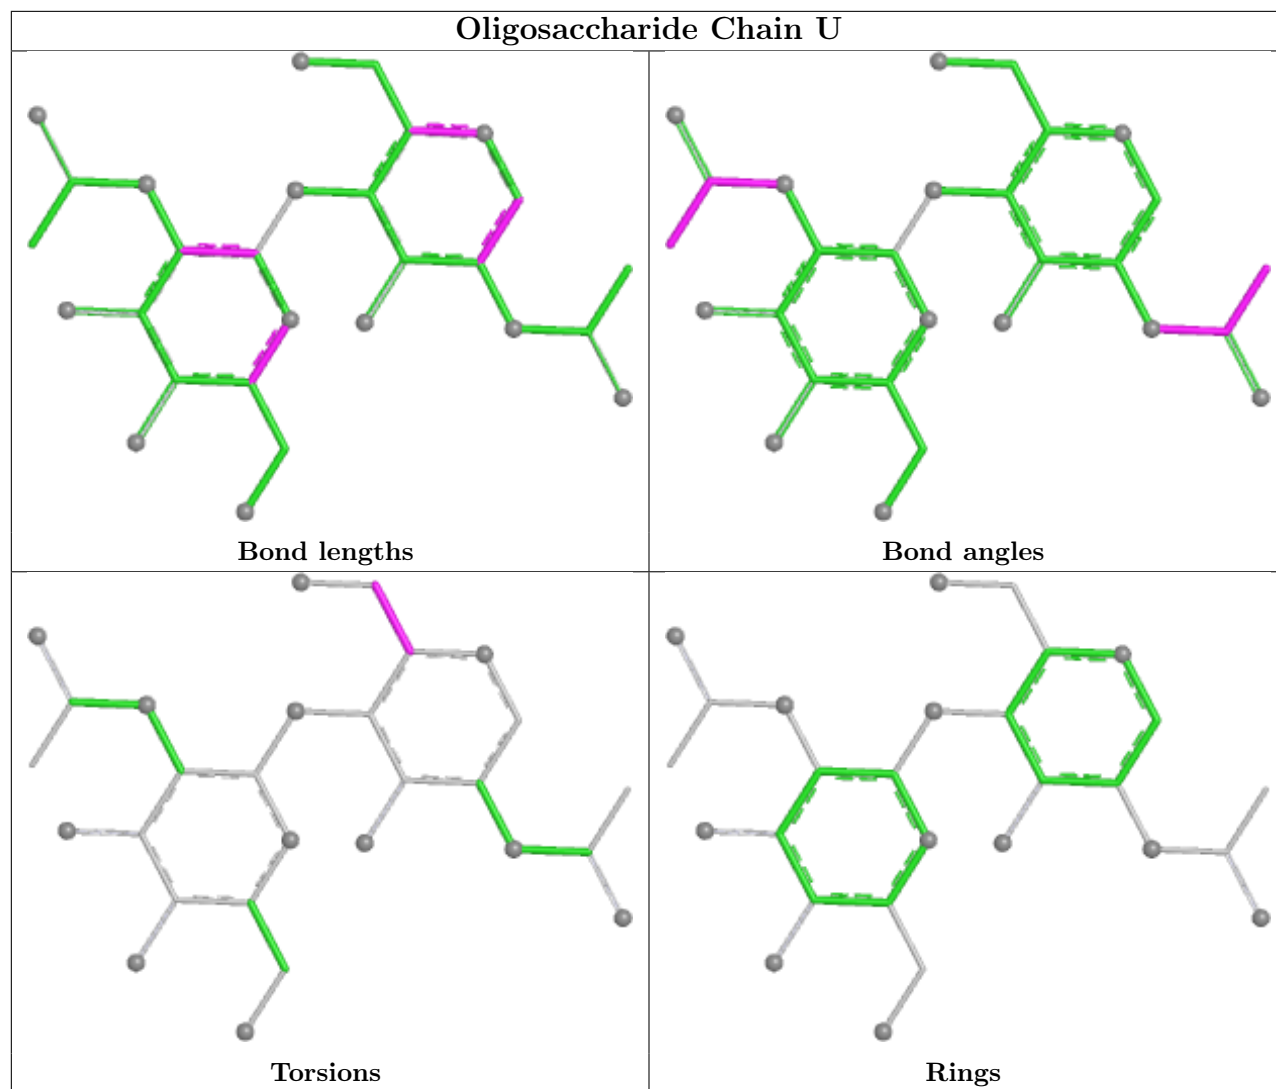 Oligosaccharide Chain U
Bond lengths
Bond angles
Torsions
Rings